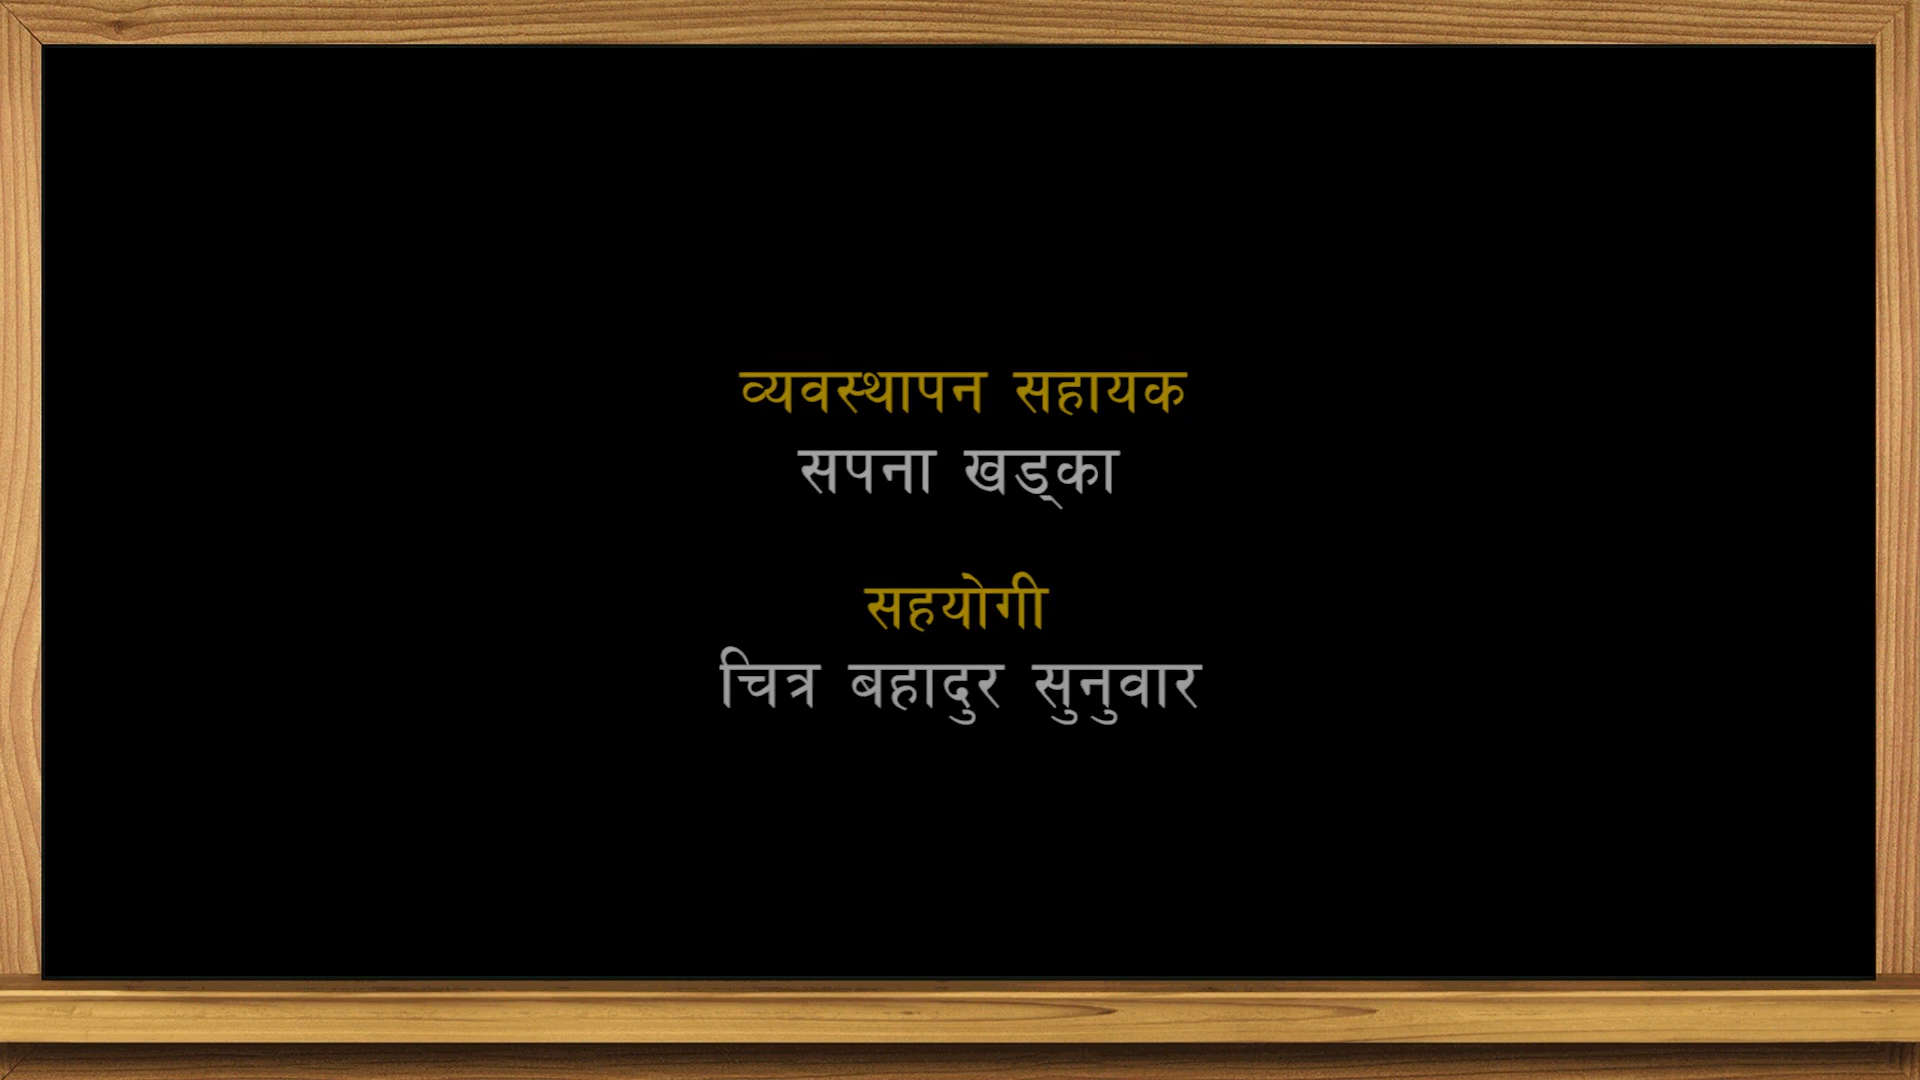 व्यवस्थापन सहायक
सपना खड्का
सहयोगी
चित्र बहादुर सुनुवार